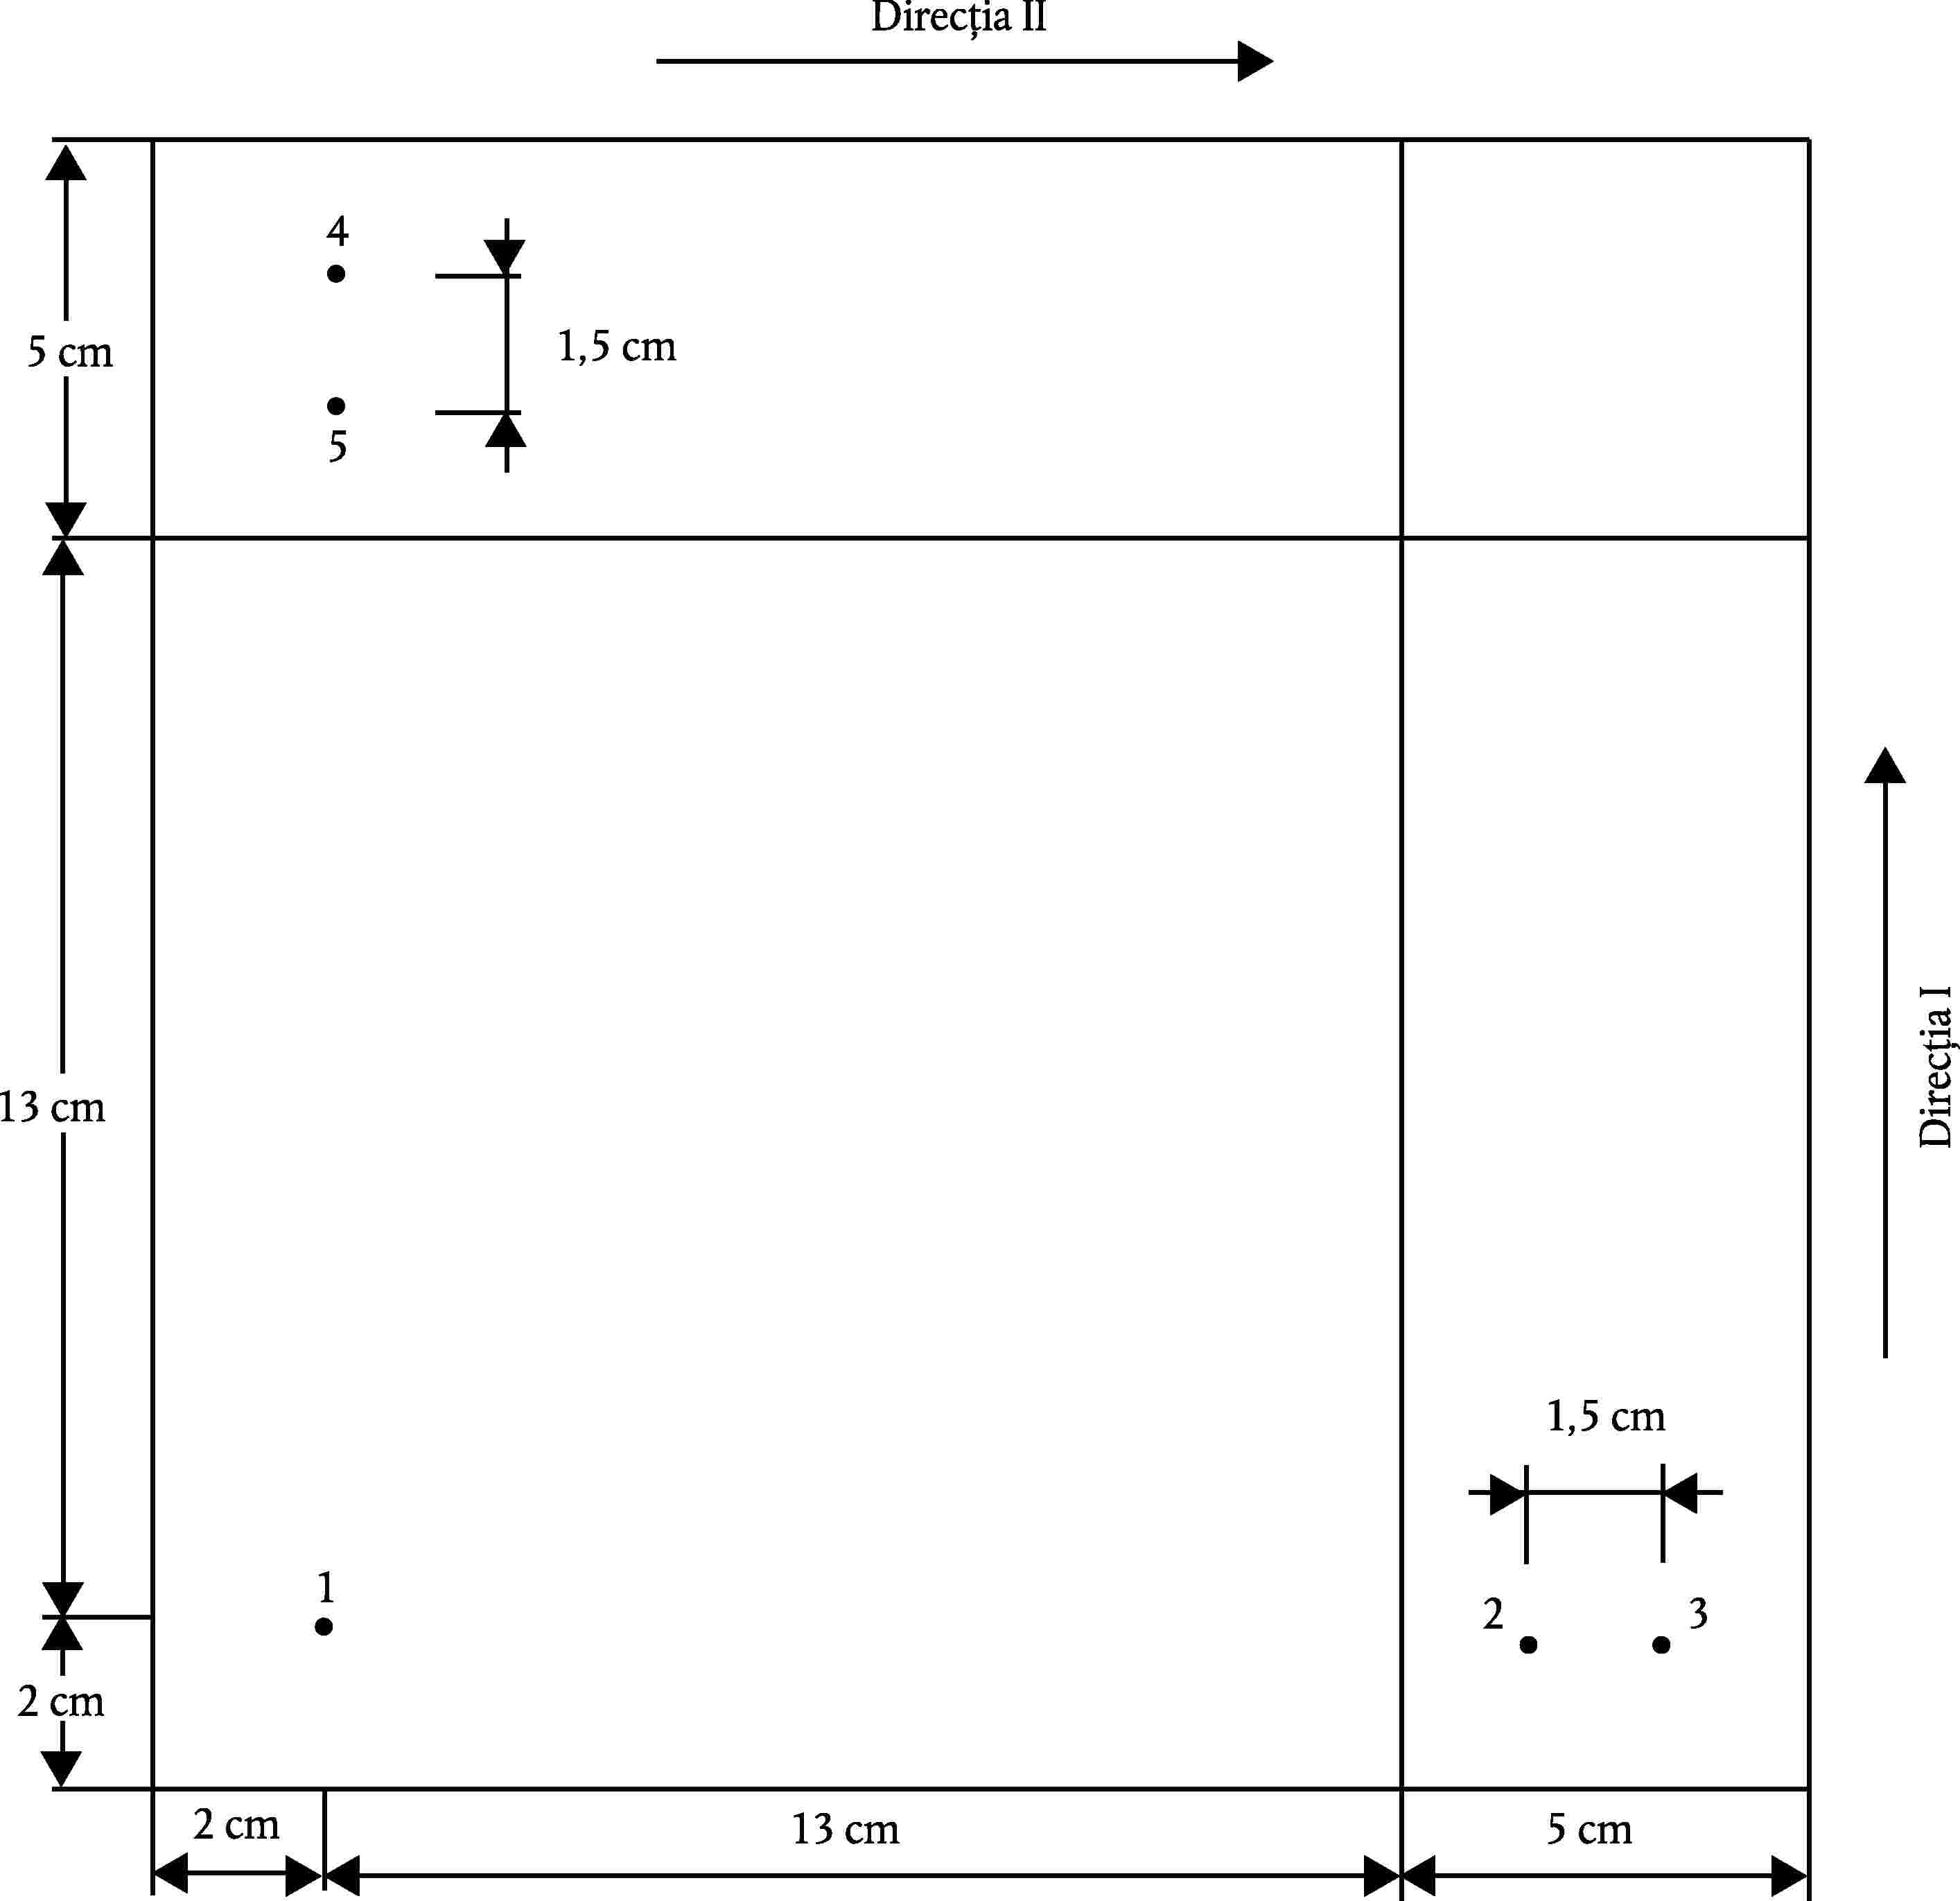 Direcția II
4
5 cm
1,5 cm
5
Direcția I
13 cm
1,5 cm
1
2
3
2 cm
2 cm
13 cm
5 cm